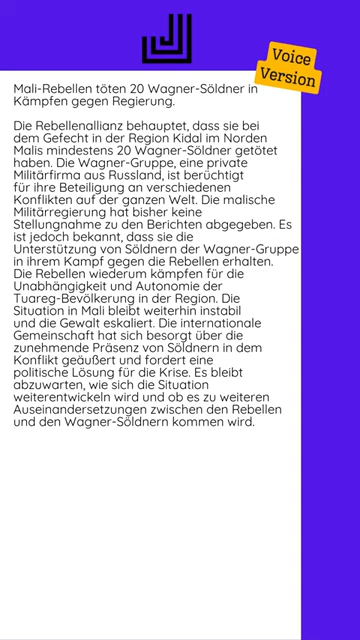 Voice
Version
Mali-Rebellen töten 20 Wagner-Söldner in
Kämpfen gegen Regierung.
Die Rebellenallianz behauptet, dass sie bei
dem Gefecht in der Region Kidal im Norden
Malis mindestens 20 Wagner-Söldner getötet
haben. Die Wagner-Gruppe, eine private
Militärfirma aus Russland, ist berüchtigt
für ihre Beteiligung an verschiedenen
Konflikten auf der ganzen Welt. Die malische
Militärregierung hat bisher keine
Stellungnahme zu den Berichten abgegeben. Es
ist jedoch bekannt, dass sie die
Unterstützung von Söldnern der Wagner-Gruppe
in ihrem Kampf gegen die Rebellen erhalten.
Die Rebellen wiederum kämpfen für die
Unabhängigkeit und Autonomie der
Tuareg-Bevölkerung in der Region. Die
Situation in Mali bleibt weiterhin instabil
und die Gewalt eskaliert. Die internationale
Gemeinschaft hat sich besorgt über die
zunehmende Präsenz von Söldnern in dem
Konflikt geäußert und fordert eine
politische Lösung für die Krise. Es bleibt
abzuwarten, wie sich die Situation
weiterentwickeln wird und ob es zu weiteren
Auseinandersetzungen zwischen den Rebellen
und den Wagner-Söldnern kommen wird.